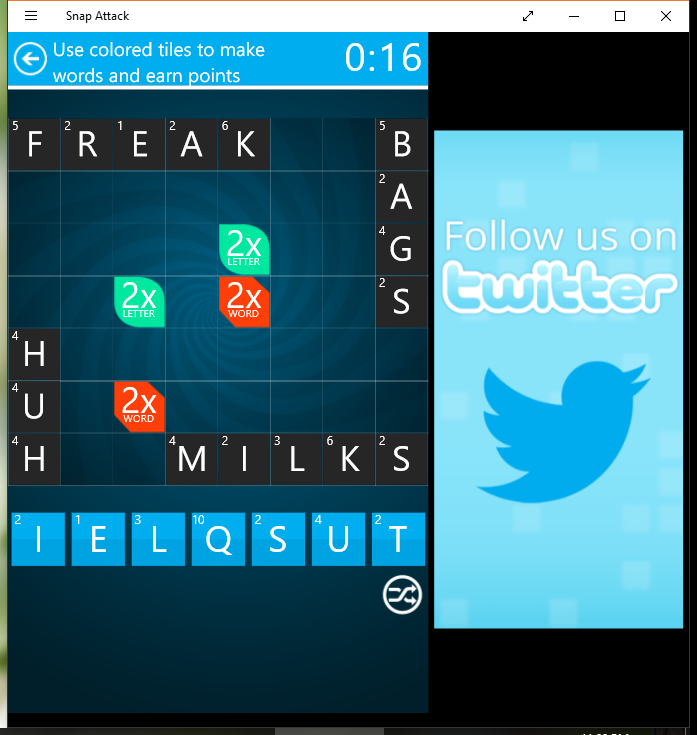 Snap Attack
Use colored tiles to make
words and earn points
0:16
5 F 2 R 1 E 2 A 6 K 5 B
2 A
2x LETTER 4 G
2x LETTER 2x WORD 2 S
4 H
4 U 2x WORD
4 H 4 M 2 I 3 L 6 K 2 S
2 I 1 E 3 L 10 Q 2 S 4 U 2 T
Follow us on
twitter